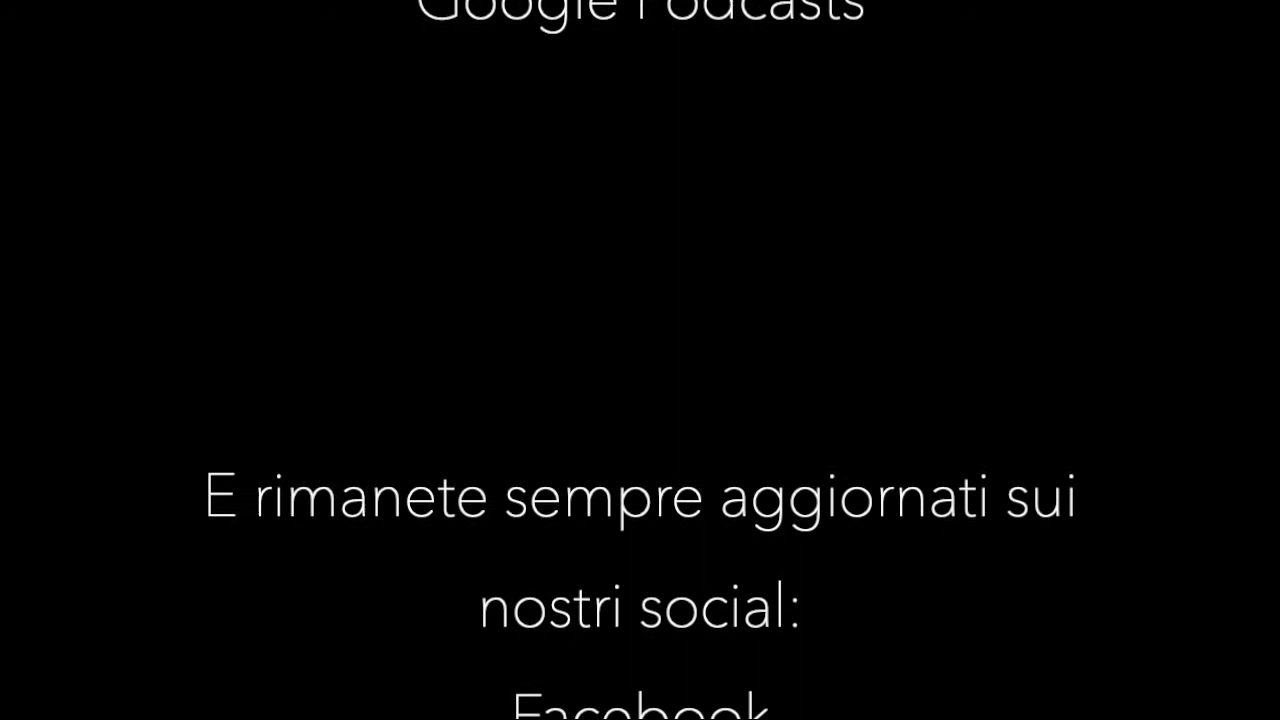 Google Podcasts
E rimanete sempre aggiornati sui
nostri social:
Facebook